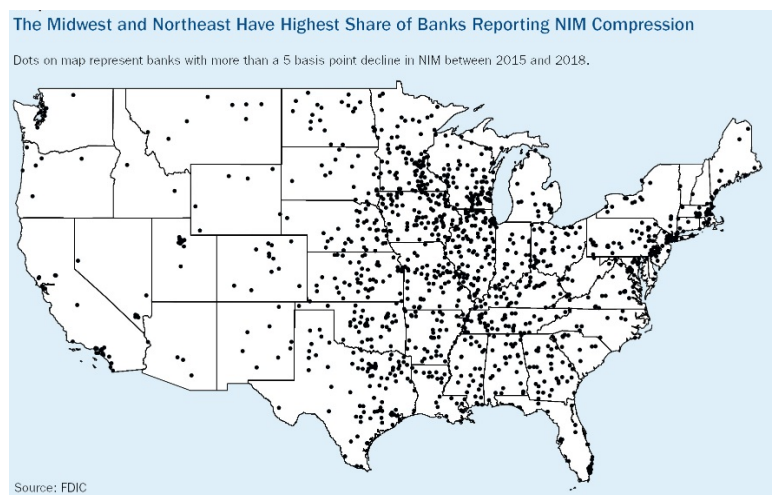 The Midwest and Northeast Have Highest Share of Banks Reporting NIM Compression
Dots on map represent banks with more than a 5 basis point decline in NIM between 2015 and 2018.
Source: FDIC